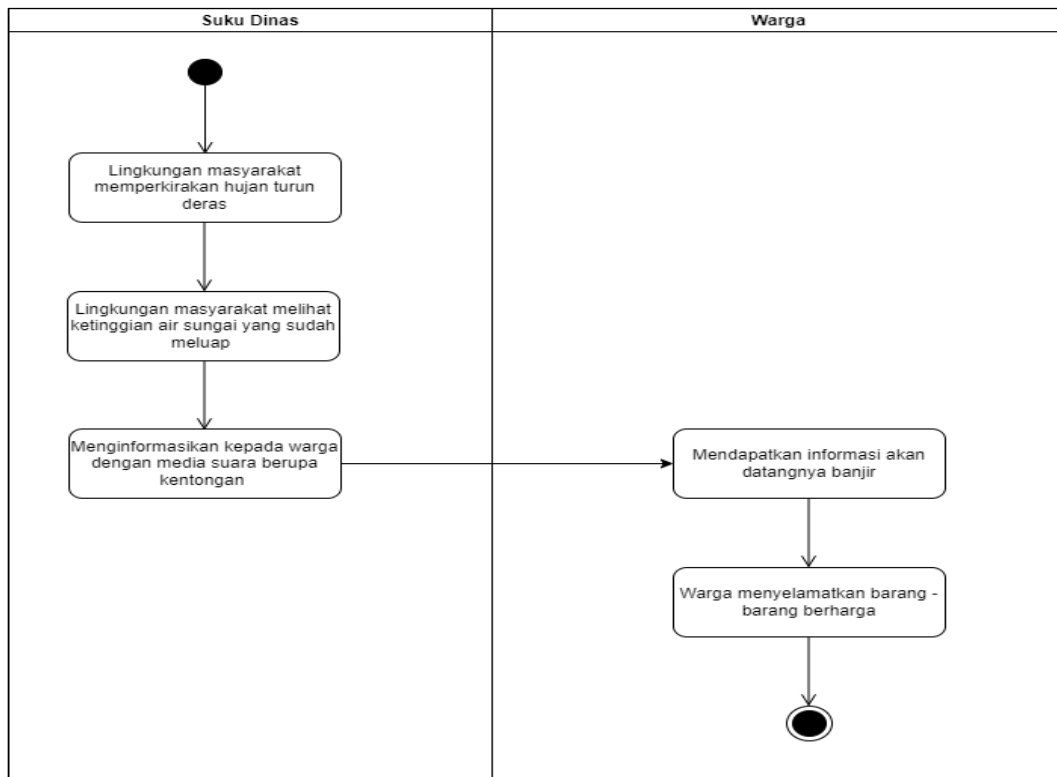 Suku Dinas
Warga
Lingkungan masyarakat
memperkirakan hujan turun
deras
Lingkungan masyarakat melihat
ketinggian air sungai yang sudah
meluap
Menginformasikan kepada warga
dengan media suara berupa
kentongan
Mendapatkan informasi akan
datangnya banjir
Warga menyelamatkan barang -
barang berharga